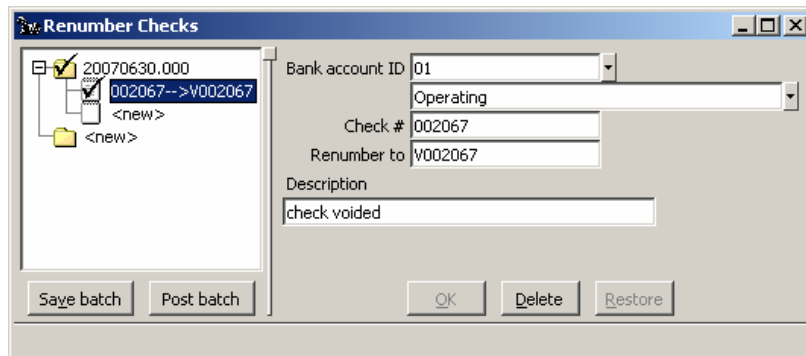 Renumber Checks
20070630.000
002067-->V002067
<new>
<new>
Bank account ID 01
Operating
Check # 002067
Renumber to V002067
Description
check voided
Save batch Post batch OK Delete Restore